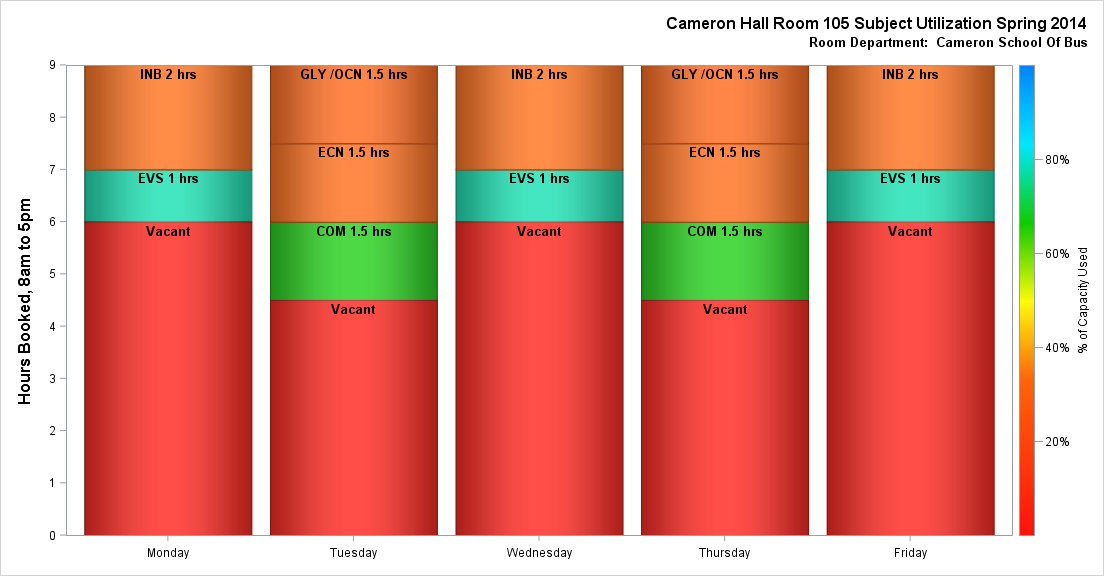 Cameron Hall Room 105 Subject Utilization Spring 2014
Room Department:  Cameron School Of Bus
Hours Booked, 8am to 5pm
9
8
7
6
5
4
3
2
1
0
INB 2 hrs
EVS 1 hrs
Vacant
GLY /OCN 1.5 hrs
ECN 1.5 hrs
COM 1.5 hrs
Vacant
INB 2 hrs
EVS 1 hrs
Vacant
GLY /OCN 1.5 hrs
ECN 1.5 hrs
COM 1.5 hrs
Vacant
INB 2 hrs
EVS 1 hrs
Vacant
Monday
Tuesday
Wednesday
Thursday
Friday
80%
60%
40%
20%
% of Capacity Used